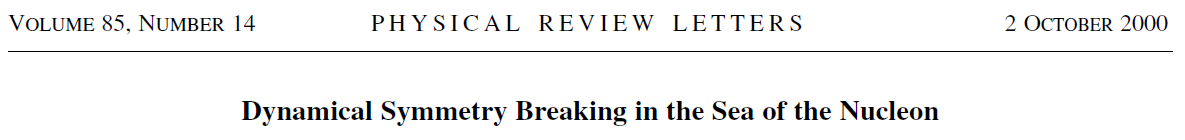 VOLUME 85, NUMBER 14 PHYSICAL REVIEW LETTERS 2 OCTOBER 2000
Dynamical Symmetry Breaking in the Sea of the Nucleon